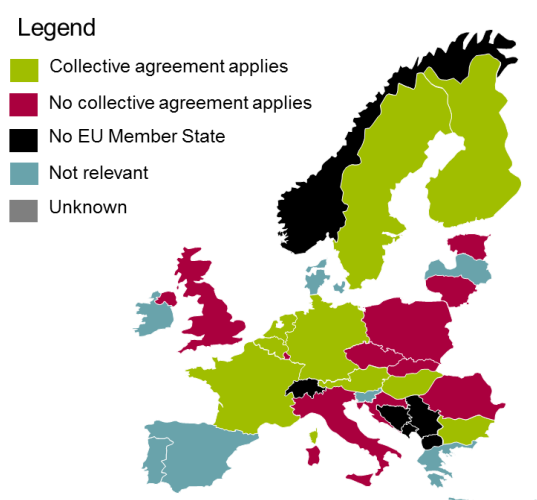 Legend
Collective agreement applies
No collective agreement applies
No EU Member State
Not relevant
Unknown